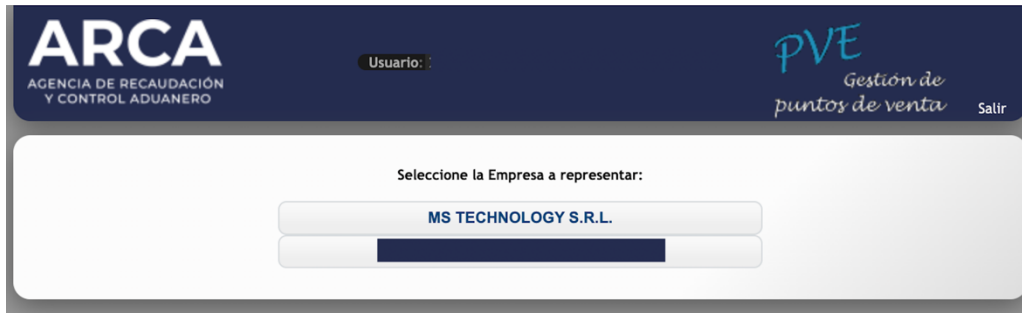 ARCA
AGENCIA DE RECAUDACIÓN
Y CONTROL ADUANERO
Usuario:
PVE
Gestión de
puntos de venta
Salir
Seleccione la Empresa a representar:
MS TECHNOLOGY S.R.L.